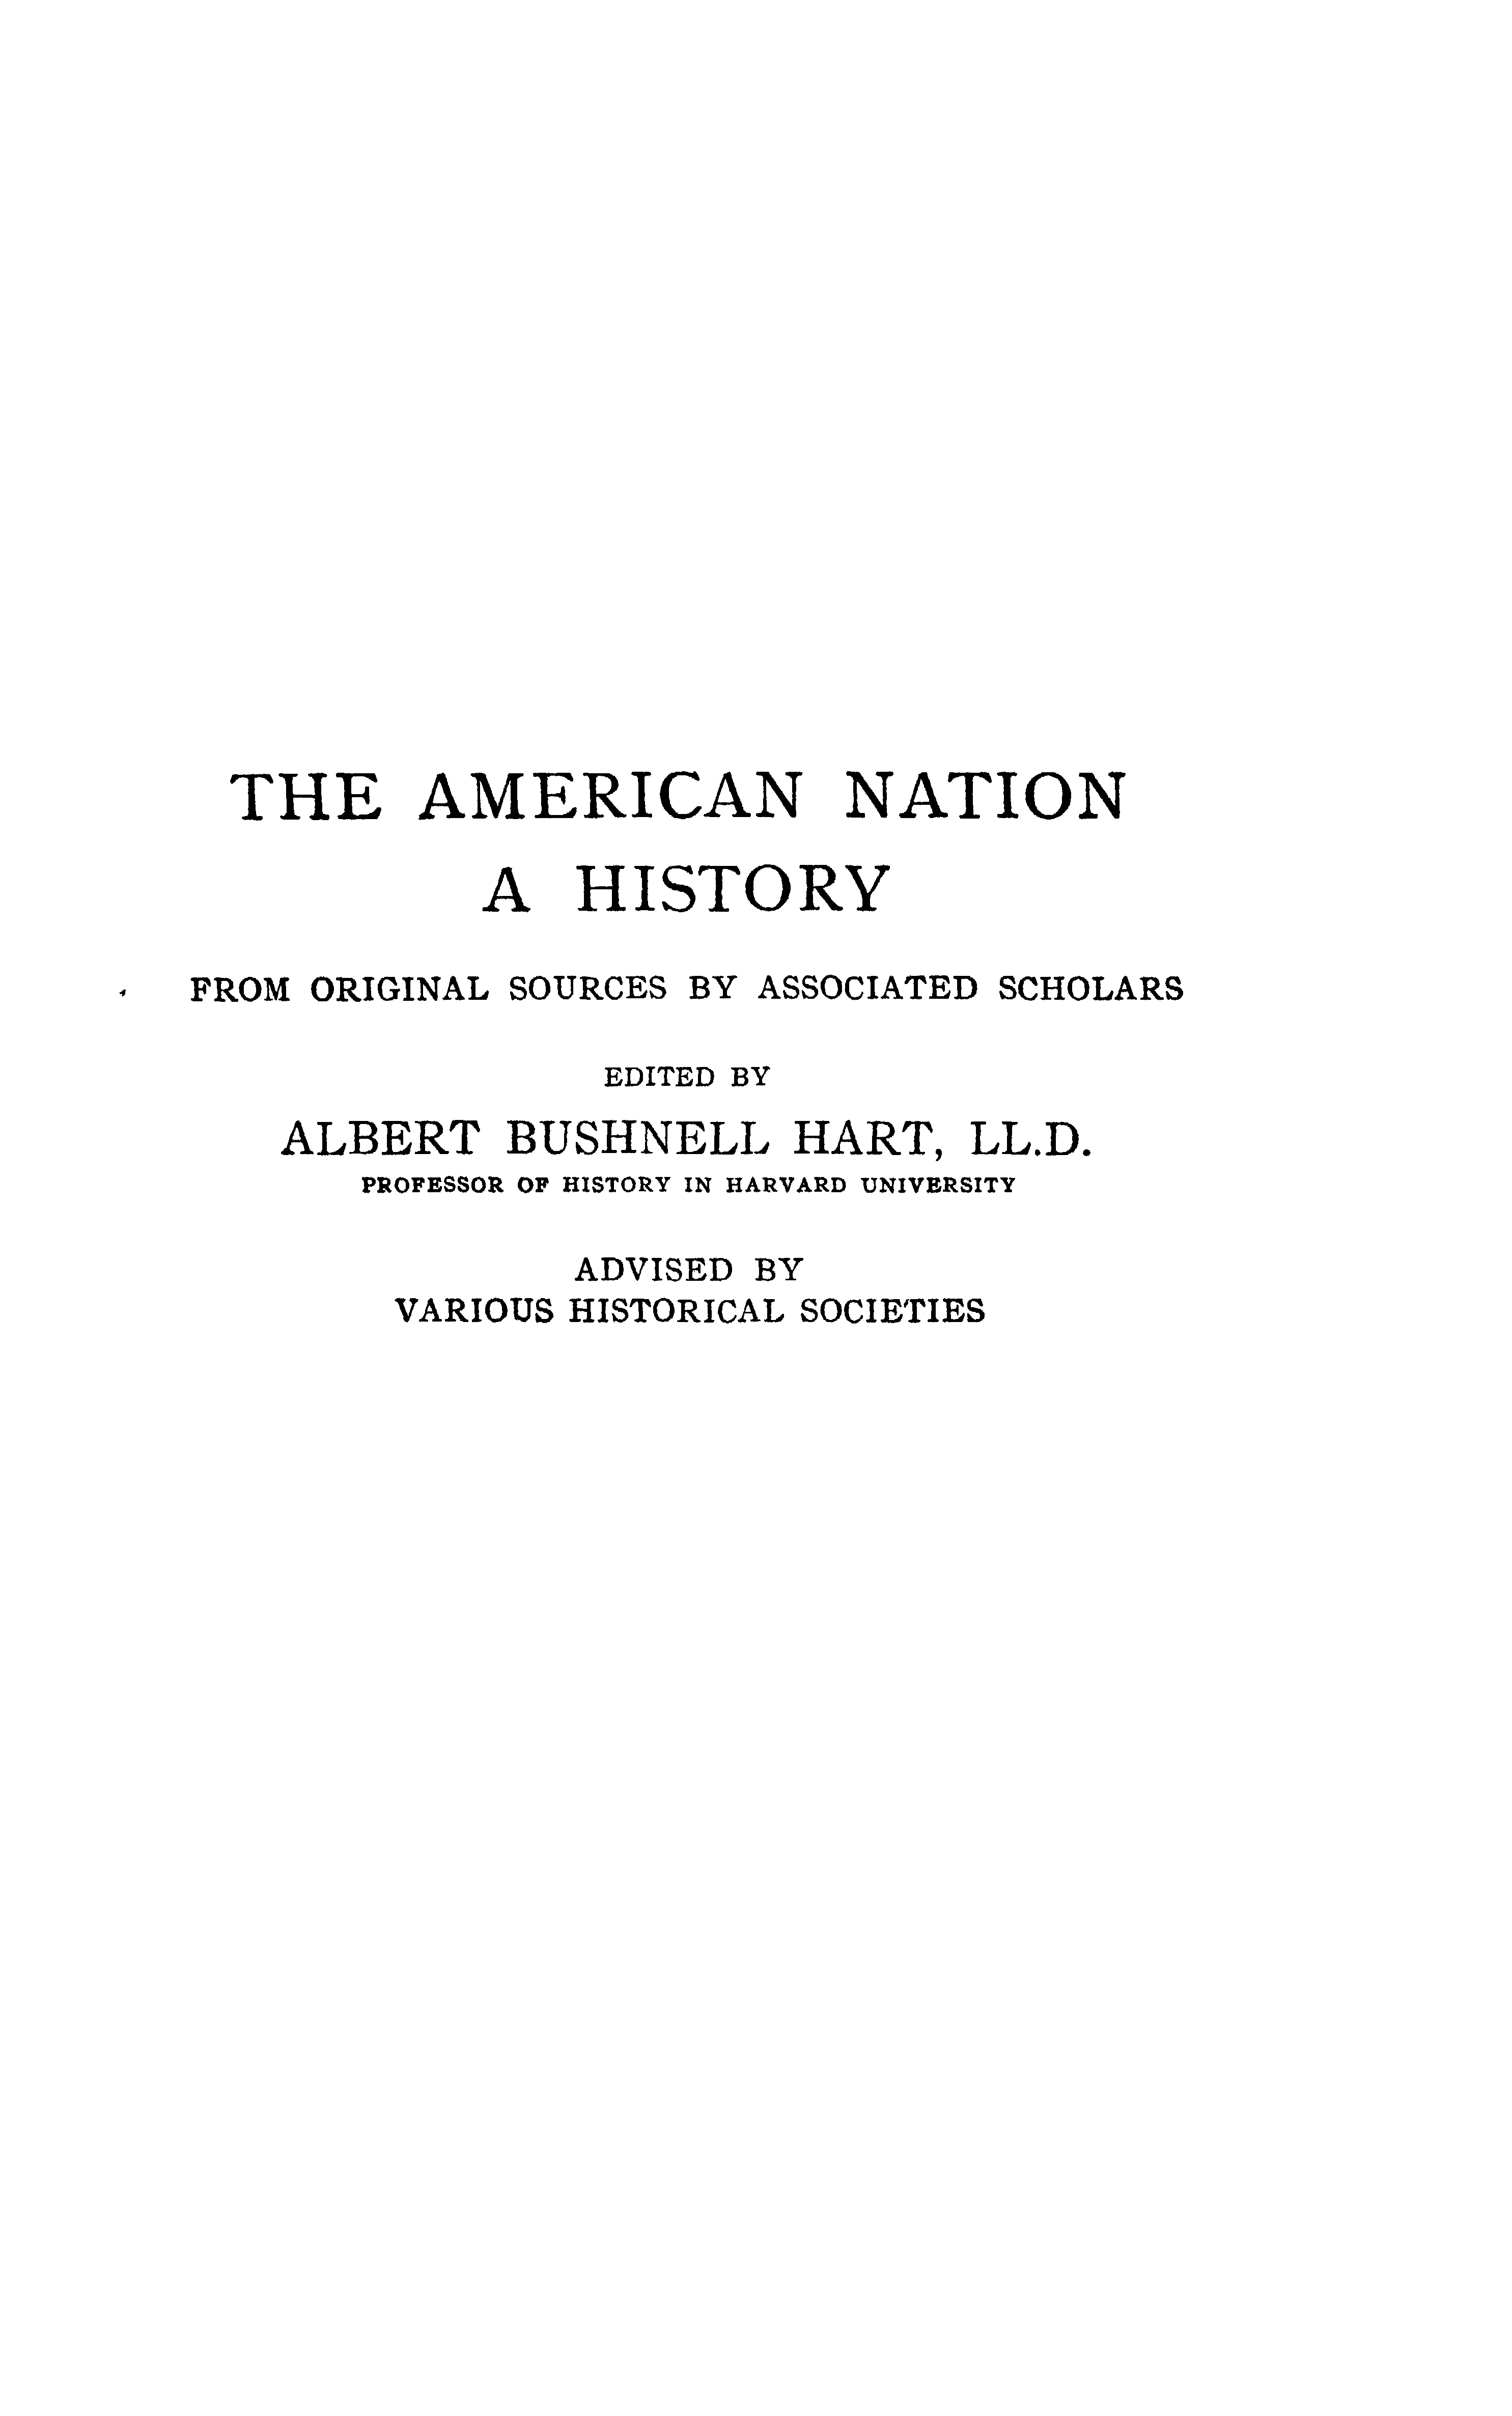 THE AMERICAN NATION
A HISTORY
FROM ORIGINAL SOURCES BY ASSOCIATED SCHOLARS
EDITED BY
ALBERT BUSHNELL HART, LL.D.
PROFESSOR OF HISTORY IN HARVARD UNIVERSITY
ADVISED BY
VARIOUS HISTORICAL SOCIETIES